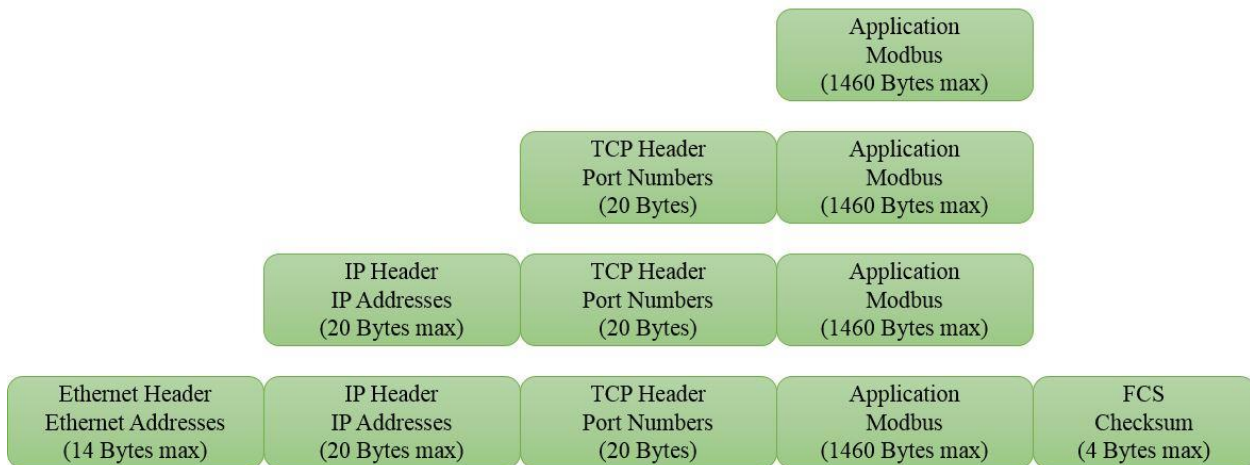 Application
Modbus
(1460 Bytes max)
TCP Header
Port Numbers
(20 Bytes)
Application
Modbus
(1460 Bytes max)
IP Header
IP Addresses
(20 Bytes max)
TCP Header
Port Numbers
(20 Bytes)
Application
Modbus
(1460 Bytes max)
Ethernet Header
Ethernet Addresses
(14 Bytes max)
IP Header
IP Addresses
(20 Bytes max)
TCP Header
Port Numbers
(20 Bytes)
Application
Modbus
(1460 Bytes max)
FCS
Checksum
(4 Bytes max)